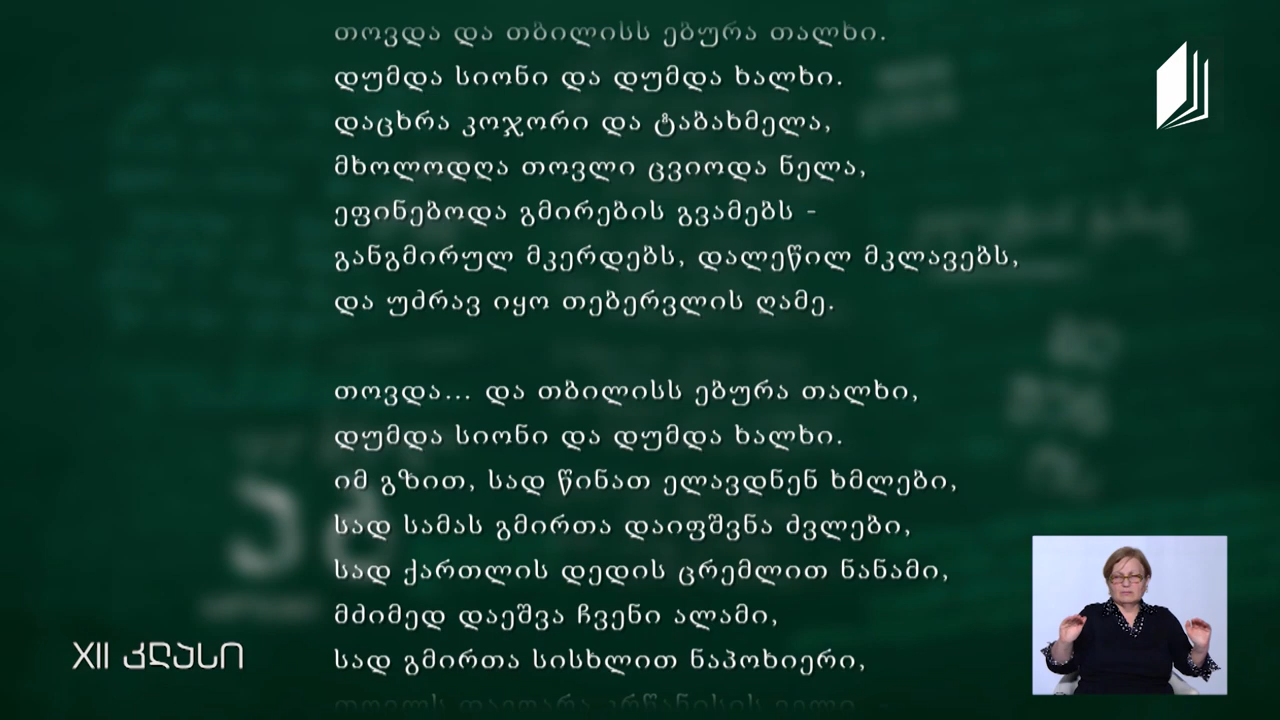 თოვდა და თბილისს ებურა თალხი.
დუმდა სიონი და დუმდა ხალხი.
დაცხრა კოჯორი და ტაბახმელა,
მხოლოდღა თოვლი ცვიოდა ნელა,
ეფინებოდა გმირების გვამებს -
განგმირულ მკერდებს, დალეწილ მკლავებს,
და უძრავ იყო თებერვლის ღამე.
თოვდა... და თბილისს ებურა თალხი,
დუმდა სიონი და დუმდა ხალხი.
იმ გზით, სად წინათ ელავდნენ ხმლები,
სად სამას გმირთა დაიფშვნა ძვლები,
სად ქართლის დედის ცრემლით ნანამი,
მძიმედ დაეშვა ჩვენი ალამი,
სად გმირთა სისხლით ნაპოხიერი,
XII კლასი